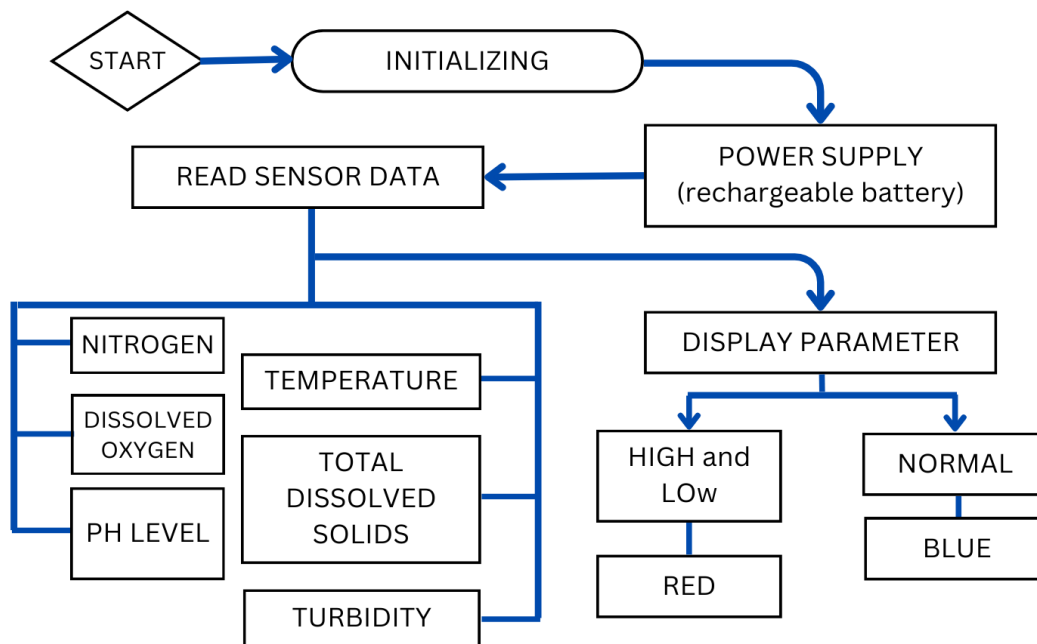 START
INITIALIZING
POWER SUPPLY
(rechargeable battery)
READ SENSOR DATA
NITROGEN
DISSOLVED
OXYGEN
PH LEVEL
TEMPERATURE
TOTAL
DISSOLVED
SOLIDS
TURBIDITY
DISPLAY PARAMETER
HIGH and
LOw
RED
NORMAL
BLUE